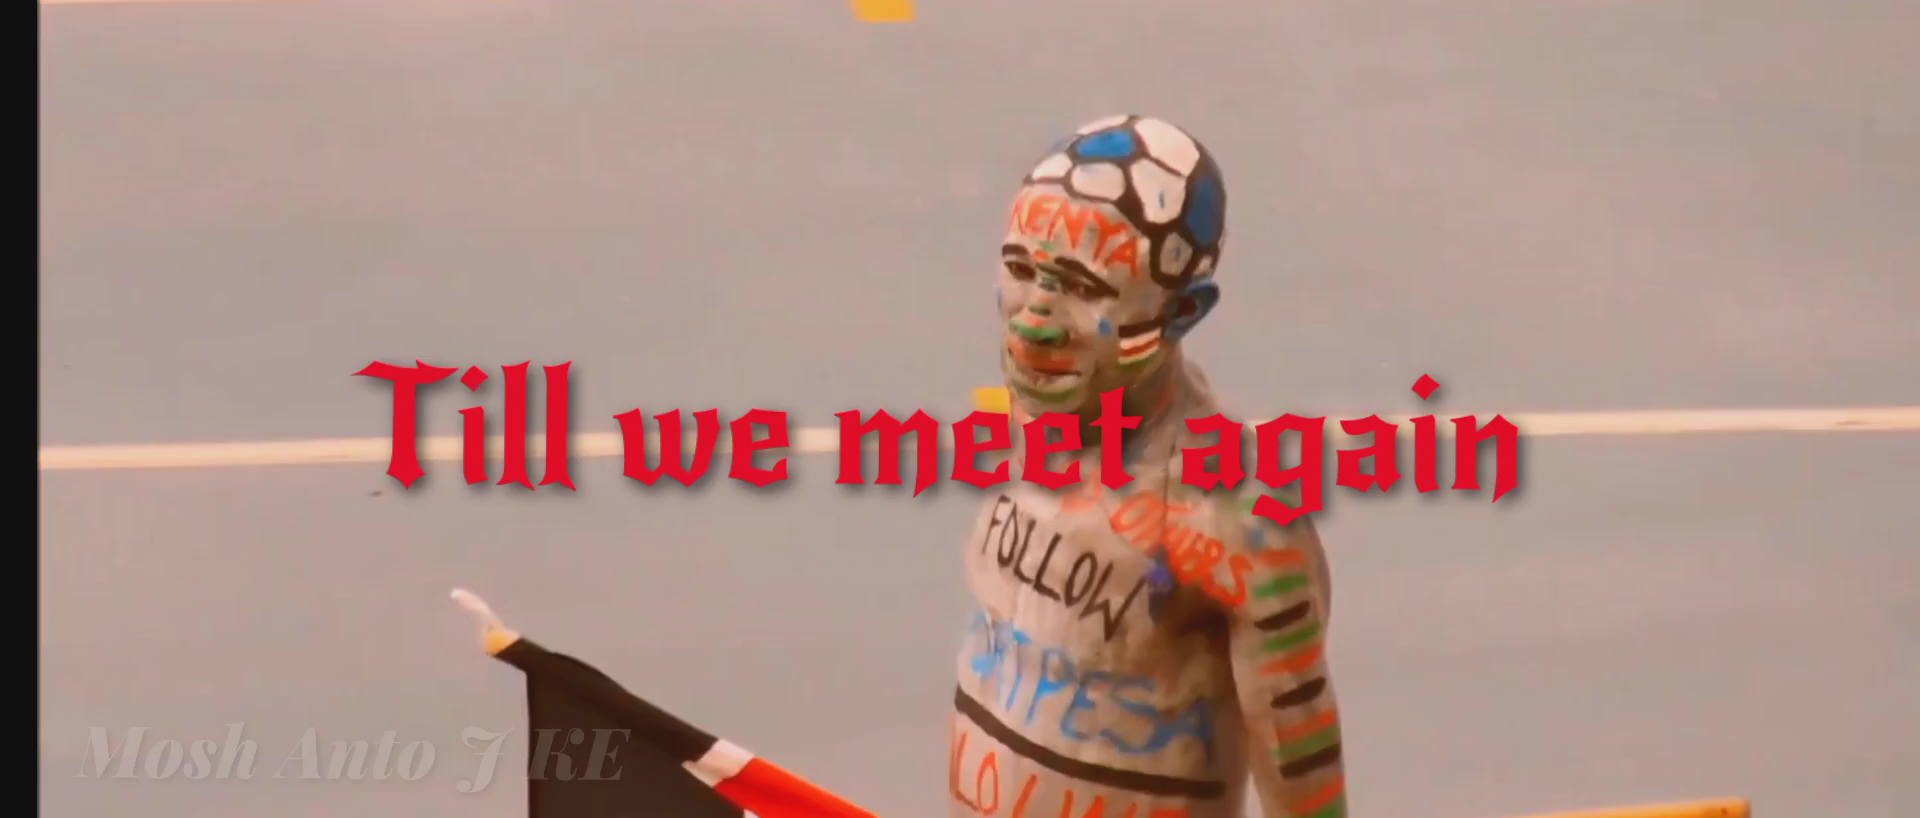 KENYA
Till we meet again
OTHERS
FOLLOW
Mosh Anto J KE